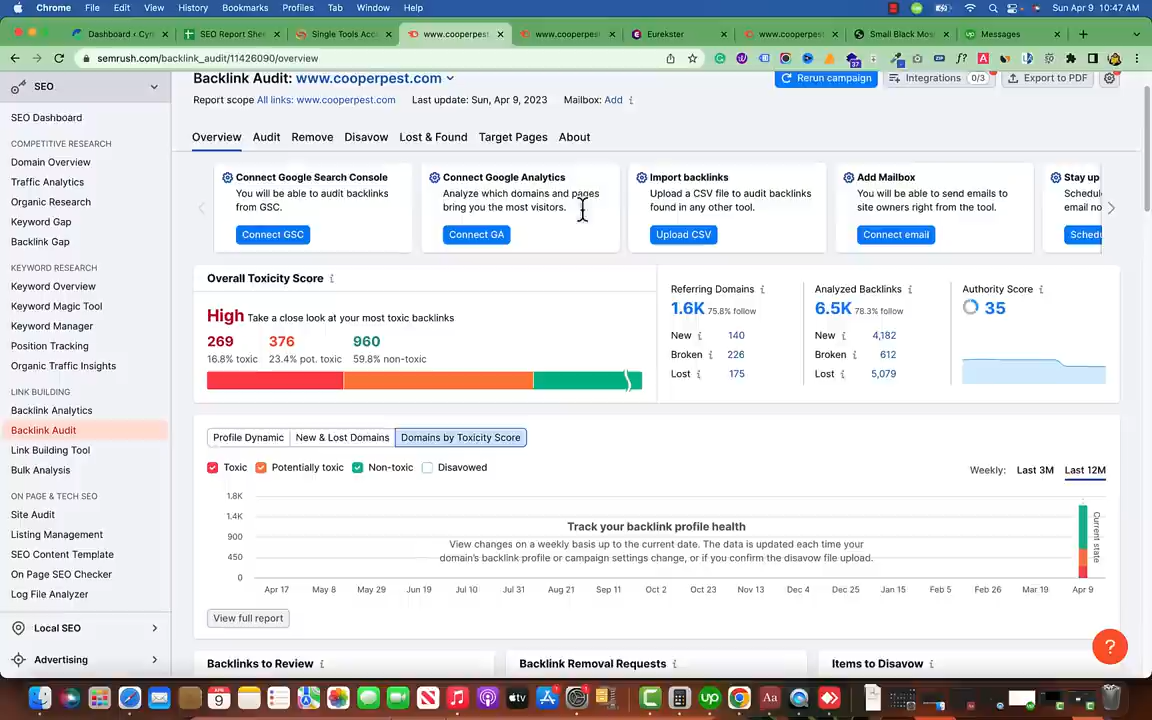 Chrome File Edit View History Bookmarks Profiles Tab Window Help Sun Apr 9 10:47 AM
Dashboard ‹ Cyn SEO Report Shee Single Tools Acc www.cooperpes www.cooperpes Eurekster www.cooperpes Small Black Mos Messages
semrush.com/backlink_audit/11426090/overview
SEO
SEO Dashboard
COMPETITIVE RESEARCH
Domain Overview
Traffic Analytics
Organic Research
Keyword Gap
Backlink Gap
KEYWORD RESEARCH
Keyword Overview
Keyword Magic Tool
Keyword Manager
Position Tracking
Organic Traffic Insights
LINK BUILDING
Backlink Analytics
Backlink Audit
Link Building Tool
Bulk Analysis
ON PAGE & TECH SEO
Site Audit
Listing Management
SEO Content Template
On Page SEO Checker
Log File Analyzer
Local SEO
Advertising
Backlink Audit: www.cooperpest.com
Rerun campaign Integrations 0/3 Export to PDF
Report scope All links: www.cooperpest.com Last update: Sun, Apr 9, 2023 Mailbox: Add i
Overview Audit Remove Disavow Lost & Found Target Pages About
Connect Google Search Console
You will be able to audit backlinks
from GSC.
Connect GSC
Connect Google Analytics
Analyze which domains and pages
bring you the most visitors.
Connect GA
Import backlinks
Upload a CSV file to audit backlinks
found in any other tool.
Upload CSV
Add Mailbox
You will be able to send emails to
site owners right from the tool.
Connect email
Stay up
Schedu
email no
Schedu
Overall Toxicity Score i
High Take a close look at your most toxic backlinks
269 376 960
16.8% toxic 23.4% pot. toxic 59.8% non-toxic
Referring Domains i
1.6K 75.8% follow
New i 140
Broken i 226
Lost i 175
Analyzed Backlinks i
6.5K 78.3% follow
New i 4,182
Broken i 612
Lost i 5,079
Authority Score i
35
Profile Dynamic New & Lost Domains Domains by Toxicity Score
Toxic Potentially toxic Non-toxic Disavowed
Weekly: Last 3M Last 12M
1.8K
1.4K
900
450
0
Track your backlink profile health
View changes on a weekly basis up to the current date. The data is updated each time your
domain's backlink profile or campaign settings change, or if you confirm the disavow file upload.
Current state
Apr 17 May 8 May 29 Jun 19 Jul 10 Jul 31 Aug 21 Sep 11 Oct 2 Oct 23 Nov 13 Dec 4 Dec 25 Jan 15 Feb 5 Feb 26 Mar 19 Apr 9
View full report
Backlinks to Review i
Backlink Removal Requests i
Items to Disavow i
?